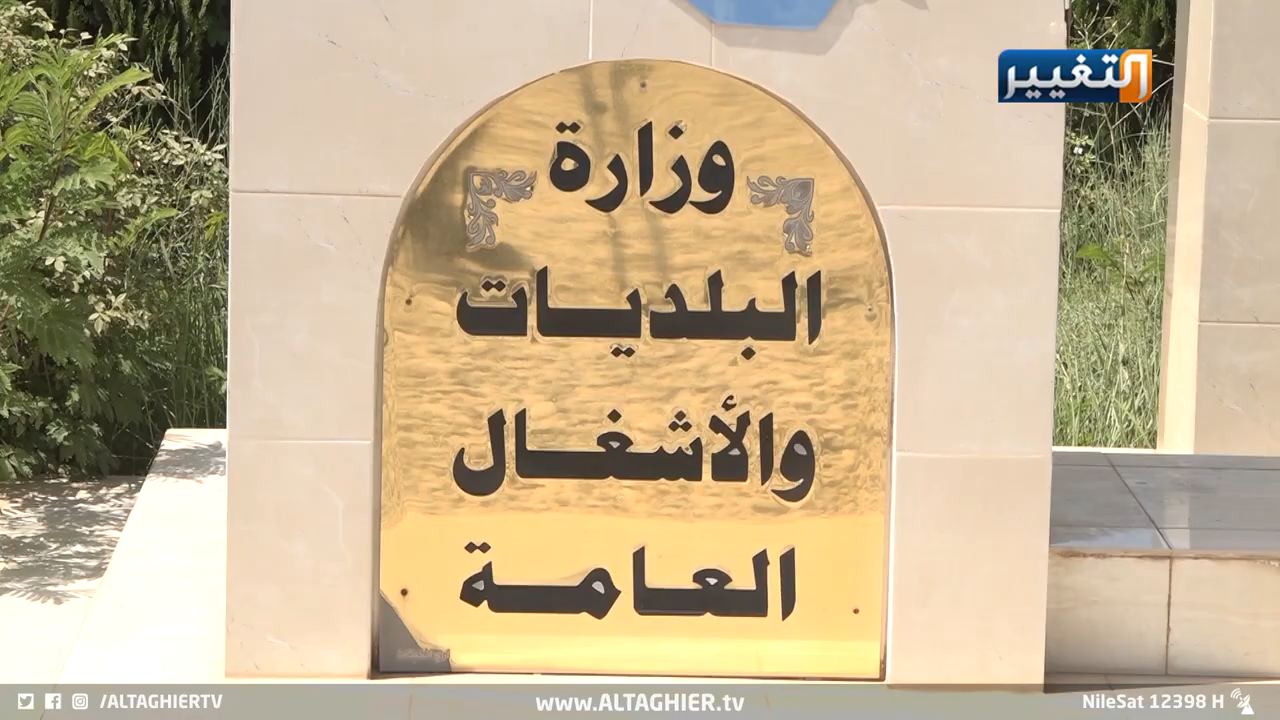 التغيير
وزارة
البلديات
والأشغال
العامة
/ALTAGHIERTV
www.ALTAGHIER.tv
NileSat 12398 H